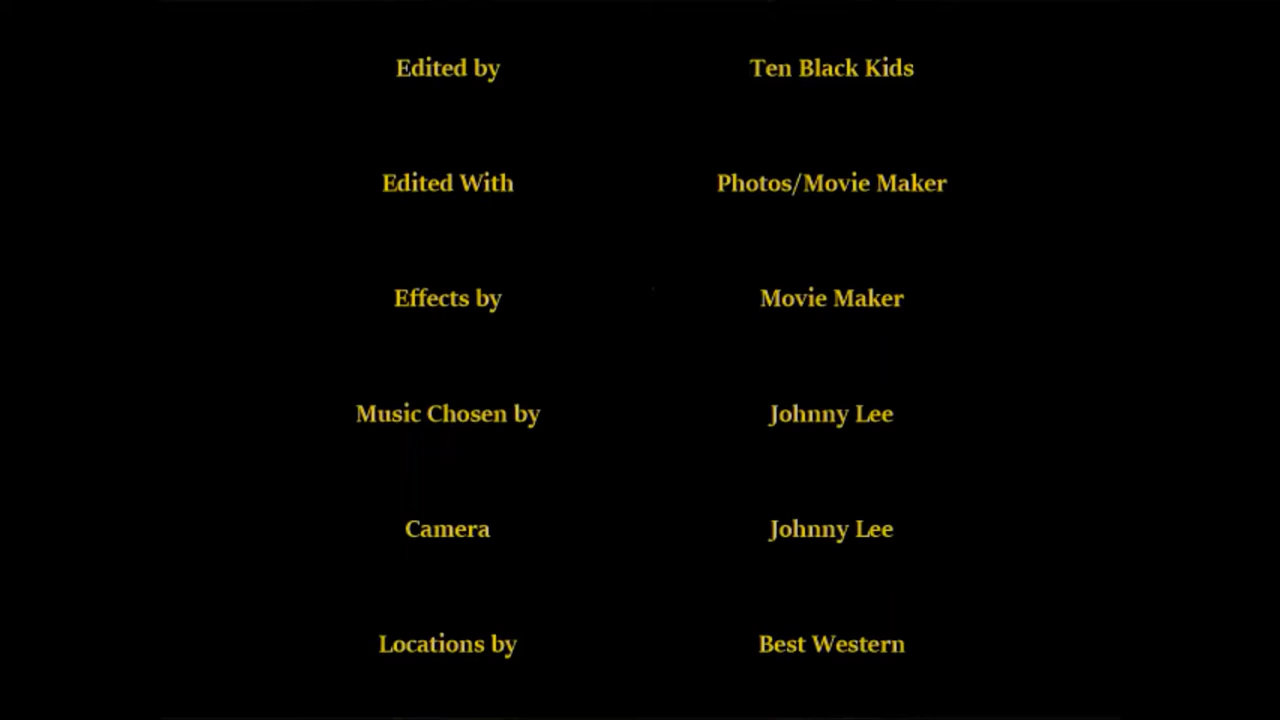 Edited by Ten Black Kids
Edited With Photos/Movie Maker
Effects by Movie Maker
Music Chosen by Johnny Lee
Camera Johnny Lee
Locations by Best Western